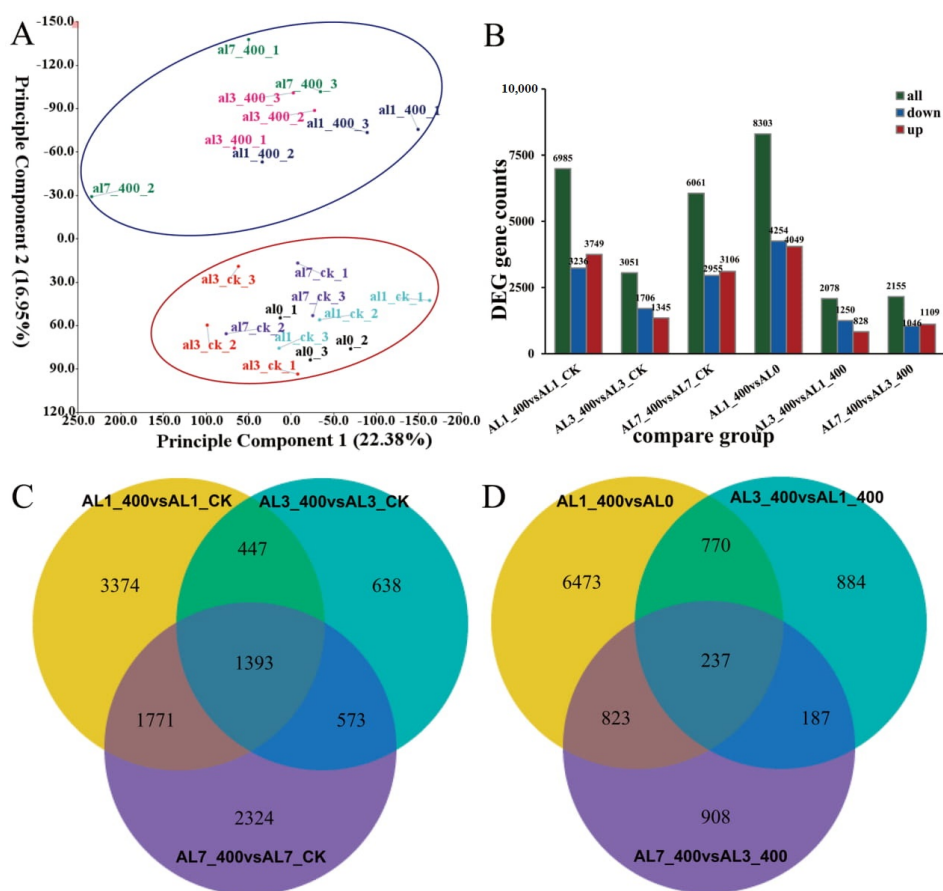 A
-150.0
-120.0
-90.0
-60.0
-30.0
0.0
30.0
60.0
90.0
120.0
Principle Component 2 (16.95%)
al7_400_1
al7_400_3
al3_400_3
al3_400_2
al1_400_3
al1_400_1
al3_400_1
al1_400_2
al7_400_2
al3_ck_3
al7_ck_1
al1_ck_1
al0_1
al7_ck_3
al1_ck_2
al7_ck_2
al3_ck_2
al1_ck_3
al0_3
al0_2
al3_ck_1
250.0 200.0 150.0 100.0 50.0 0.0 -50.0 -100.0 -150.0 -200.0
Principle Component 1 (22.38%)
B
DEG gene counts
10,000
7500
5000
2500
0
all
down
up
6985
3236
3749
3051
1706
1345
6061
2955
3106
8303
4254
4049
2078
1250
828
2155
1046
1109
AL1_400vsAL1_CK
AL3_400vsAL3_CK
AL7_400vsAL7_CK
AL1_400vsAL0
AL3_400vsAL1_400
AL7_400vsAL3_400
compare group
C
AL1_400vsAL1_CK
AL3_400vsAL3_CK
447
3374
638
1393
1771
573
2324
AL7_400vsAL7_CK
D
AL1_400vsAL0
AL3_400vsAL1_400
770
6473
884
237
823
187
908
AL7_400vsAL3_400